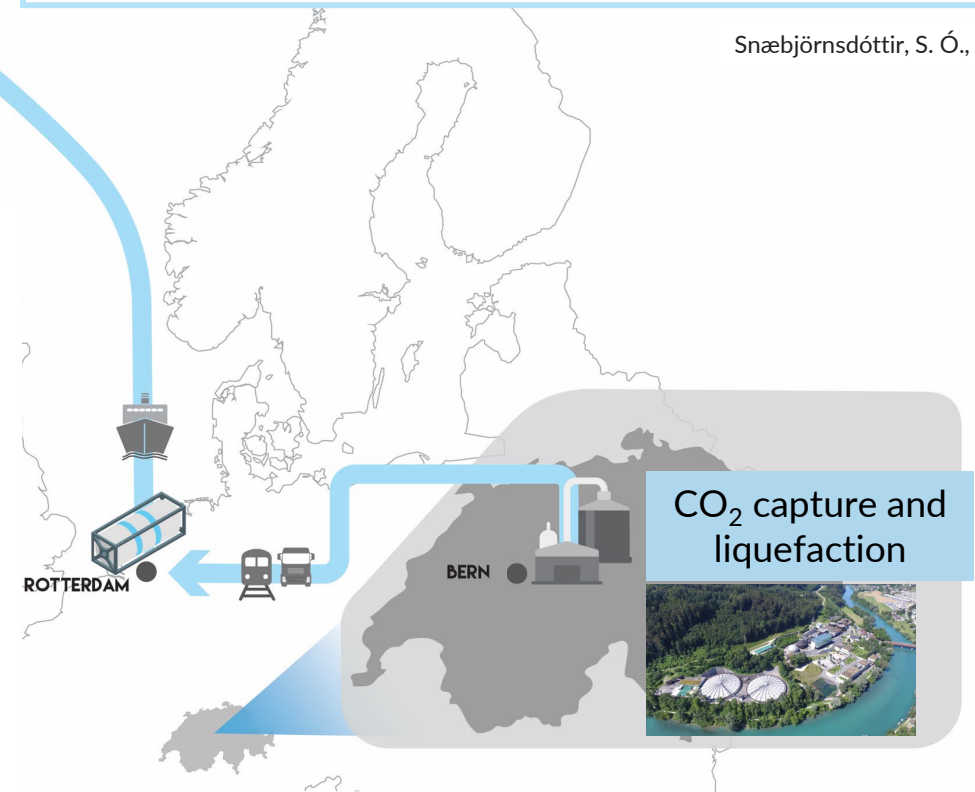 Snæbjörnsdóttir, S. Ó.,
CO₂ capture and
liquefaction
BERN
ROTTERDAM